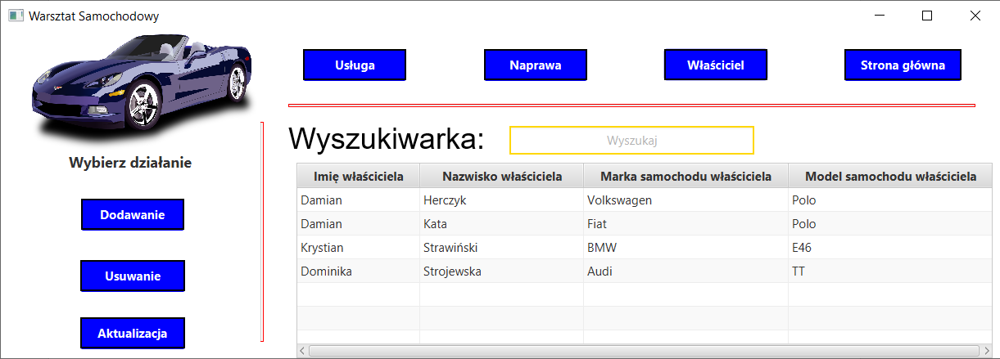 Warsztat Samochodowy
Usługa Naprawa Właściciel Strona główna
Wyszukiwarka: Wyszukaj
Wybierz działanie
Dodawanie
Usuwanie
Aktualizacja
Imię właściciela Nazwisko właściciela Marka samochodu właściciela Model samochodu właściciela
Damian Herczyk Volkswagen Polo
Damian Kata Fiat Polo
Krystian Strawiński BMW E46
Dominika Strojewska Audi TT